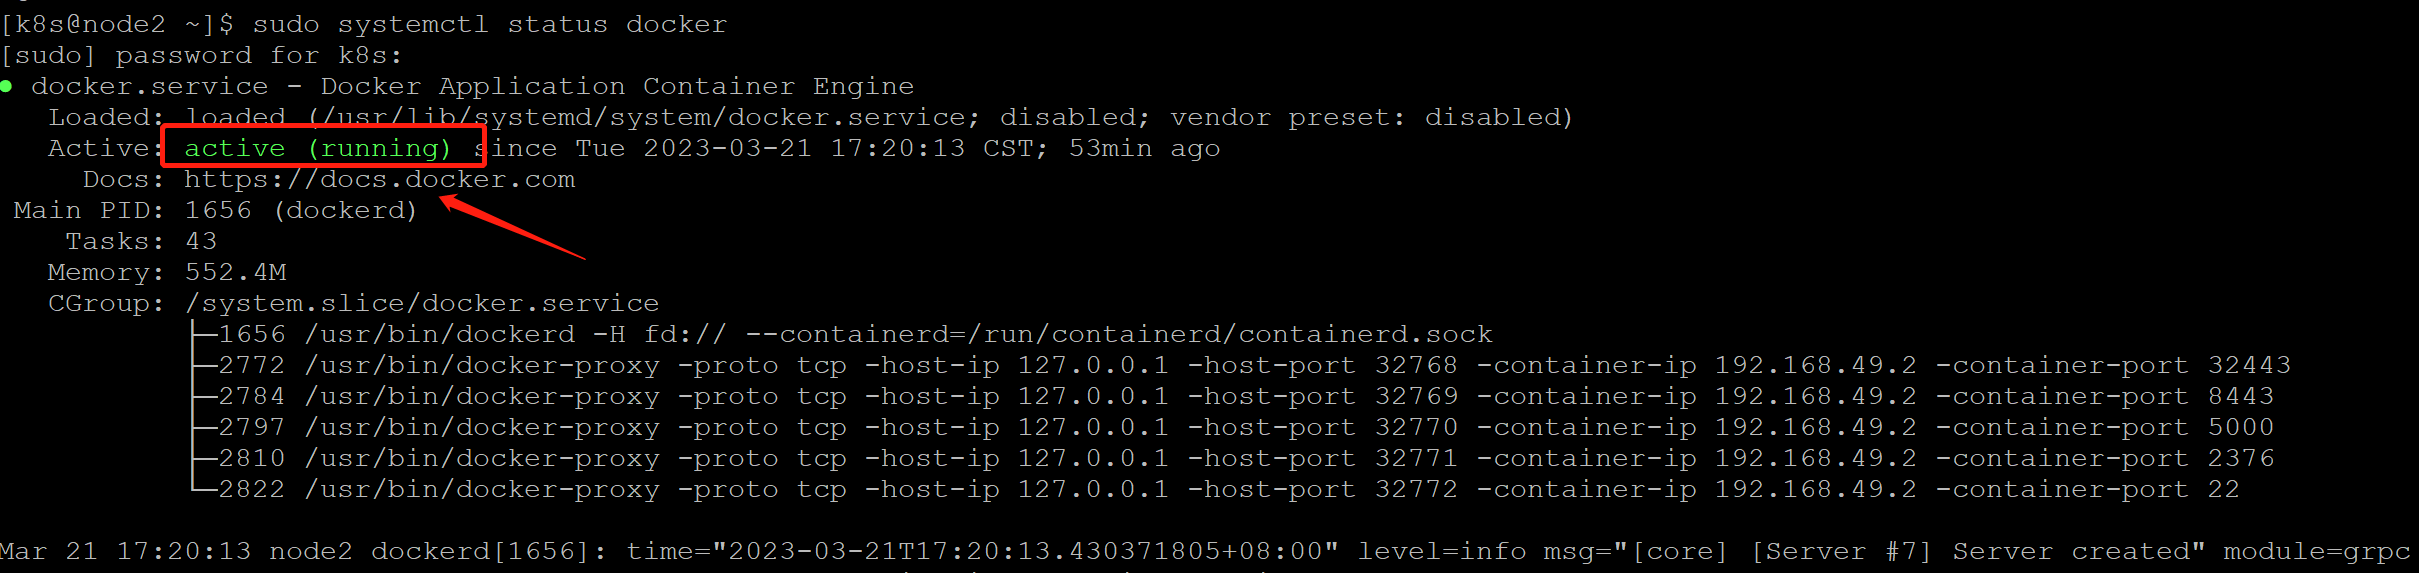 [k8s@node2 ~]$ sudo systemctl status docker
[sudo] password for k8s:
● docker.service - Docker Application Container Engine
   Loaded: loaded (/usr/lib/systemd/system/docker.service; disabled; vendor preset: disabled)
   Active: active (running) since Tue 2023-03-21 17:20:13 CST; 53min ago
     Docs: https://docs.docker.com
 Main PID: 1656 (dockerd)
    Tasks: 43
   Memory: 552.4M
   CGroup: /system.slice/docker.service
           ├─1656 /usr/bin/dockerd -H fd:// --containerd=/run/containerd/containerd.sock
           ├─2772 /usr/bin/docker-proxy -proto tcp -host-ip 127.0.0.1 -host-port 32768 -container-ip 192.168.49.2 -container-port 32443
           ├─2784 /usr/bin/docker-proxy -proto tcp -host-ip 127.0.0.1 -host-port 32769 -container-ip 192.168.49.2 -container-port 8443
           ├─2797 /usr/bin/docker-proxy -proto tcp -host-ip 127.0.0.1 -host-port 32770 -container-ip 192.168.49.2 -container-port 5000
           ├─2810 /usr/bin/docker-proxy -proto tcp -host-ip 127.0.0.1 -host-port 32771 -container-ip 192.168.49.2 -container-port 2376
           └─2822 /usr/bin/docker-proxy -proto tcp -host-ip 127.0.0.1 -host-port 32772 -container-ip 192.168.49.2 -container-port 22
Mar 21 17:20:13 node2 dockerd[1656]: time="2023-03-21T17:20:13.430371805+08:00" level=info msg="[core] [Server #7] Server created" module=grpc